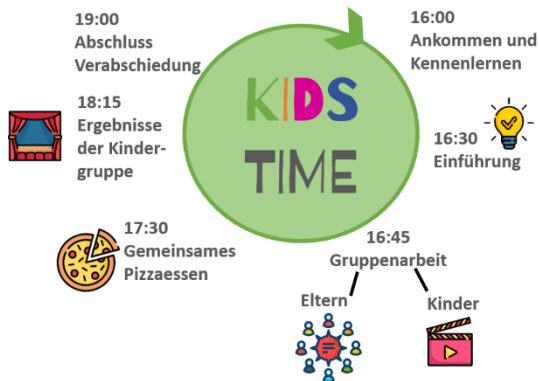 KIDS
TIME
16:00
Ankommen und
Kennenlernen
16:30
Einführung
16:45
Gruppenarbeit
Eltern
Kinder
17:30
Gemeinsames
Pizzaessen
18:15
Ergebnisse
der Kinder-
gruppe
19:00
Abschluss
Verabschiedung